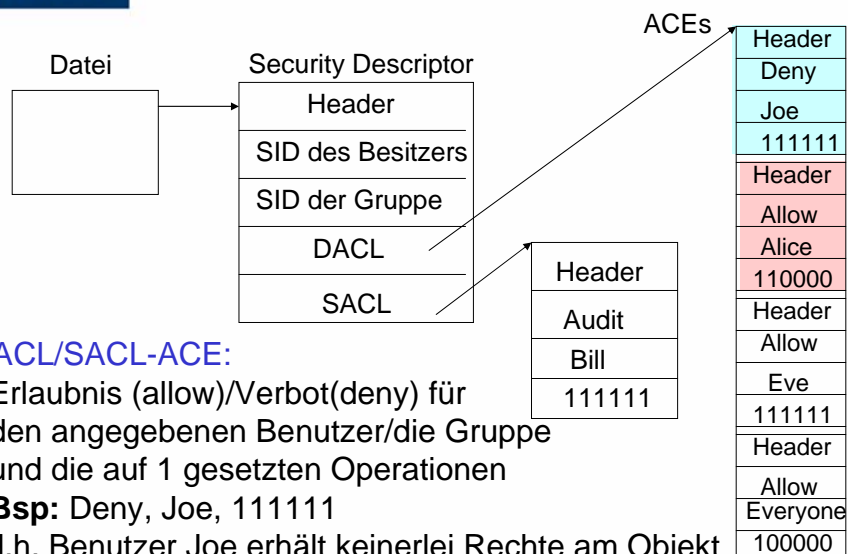 Datei
Security Descriptor
Header
SID des Besitzers
SID der Gruppe
DACL
SACL
Header
Audit
Bill
111111
ACEs
Header
Deny
Joe
111111
Header
Allow
Alice
110000
Header
Allow
Eve
111111
Header
Allow
Everyone
100000
ACL/SACL-ACE:
Erlaubnis (allow)/Verbot(deny) für
den angegebenen Benutzer/die Gruppe
und die auf 1 gesetzten Operationen
Bsp: Deny, Joe, 111111
d.h. Benutzer Joe erhält keinerlei Rechte am Objekt